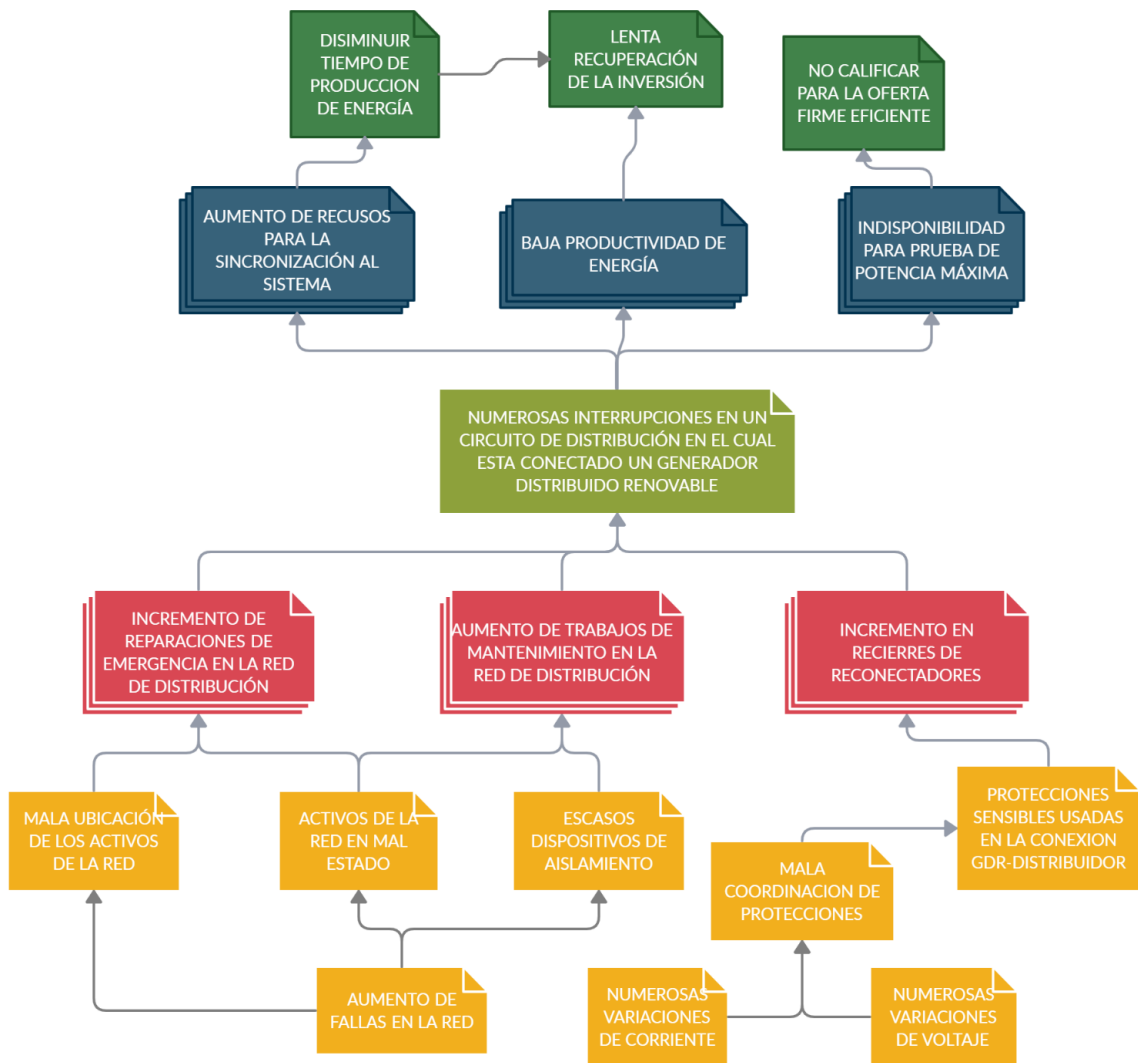 DISIMINUIR
TIEMPO DE
PRODUCCION
DE ENERGÍA
LENTA
RECUPERACIÓN
DE LA INVERSIÓN
NO CALIFICAR
PARA LA OFERTA
FIRME EFICIENTE
AUMENTO DE RECUSOS
PARA LA
SINCRONIZACIÓN AL
SISTEMA
BAJA PRODUCTIVIDAD DE
ENERGÍA
INDISPONIBILIDAD
PARA PRUEBA DE
POTENCIA MÁXIMA
NUMEROSAS INTERRUPCIONES EN UN
CIRCUITO DE DISTRIBUCIÓN EN EL CUAL
ESTA CONECTADO UN GENERADOR
DISTRIBUIDO RENOVABLE
INCREMENTO DE
REPARACIONES DE
EMERGENCIA EN LA RED
DE DISTRIBUCIÓN
AUMENTO DE TRABAJOS DE
MANTENIMIENTO EN LA
RED DE DISTRIBUCIÓN
INCREMENTO EN
RECIERRES DE
RECONECTADORES
MALA UBICACIÓN
DE LOS ACTIVOS
DE LA RED
ACTIVOS DE LA
RED EN MAL
ESTADO
ESCASOS
DISPOSITIVOS DE
AISLAMIENTO
PROTECCIONES
SENSIBLES USADAS
EN LA CONEXION
GDR-DISTRIBUIDOR
MALA
COORDINACION DE
PROTECCIONES
AUMENTO DE
FALLAS EN LA RED
NUMEROSAS
VARIACIONES
DE CORRIENTE
NUMEROSAS
VARIACIONES
DE VOLTAJE